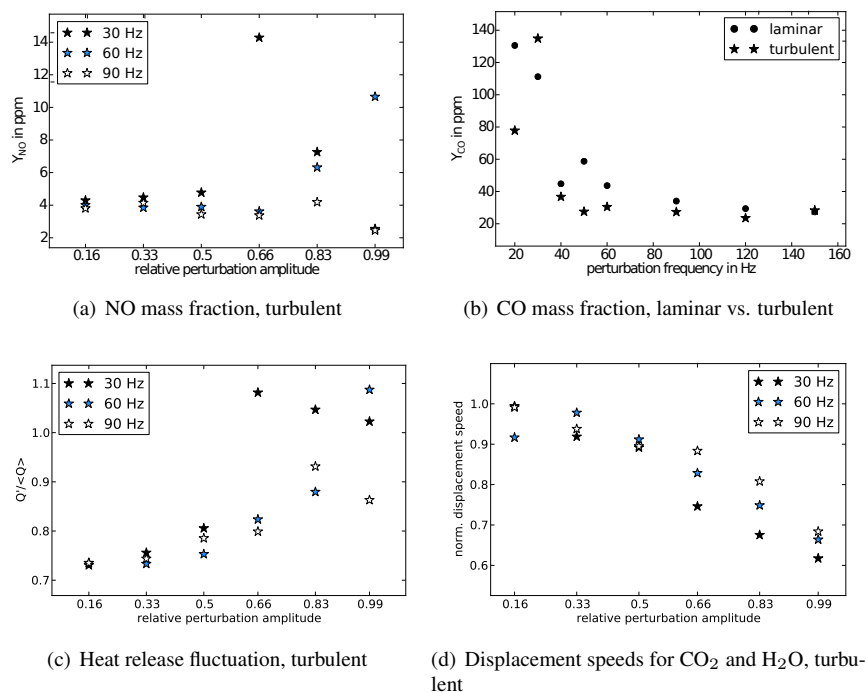 14
12
10
8
6
4
2
Y_NO in ppm
30 Hz
60 Hz
90 Hz
0.16 0.33 0.5 0.66 0.83 0.99
relative perturbation amplitude
(a) NO mass fraction, turbulent
140
120
100
80
60
40
20
Y_CO in ppm
laminar
turbulent
20 40 60 80 100 120 140 160
perturbation frequency in Hz
(b) CO mass fraction, laminar vs. turbulent
1.1
1.0
0.9
0.8
0.7
Q'/<Q>
30 Hz
60 Hz
90 Hz
0.16 0.33 0.5 0.66 0.83 0.99
relative perturbation amplitude
(c) Heat release fluctuation, turbulent
1.0
0.9
0.8
0.7
0.6
norm. displacement speed
30 Hz
60 Hz
90 Hz
0.16 0.33 0.5 0.66 0.83 0.99
relative perturbation amplitude
(d) Displacement speeds for CO₂ and H₂O, turbu-
lent